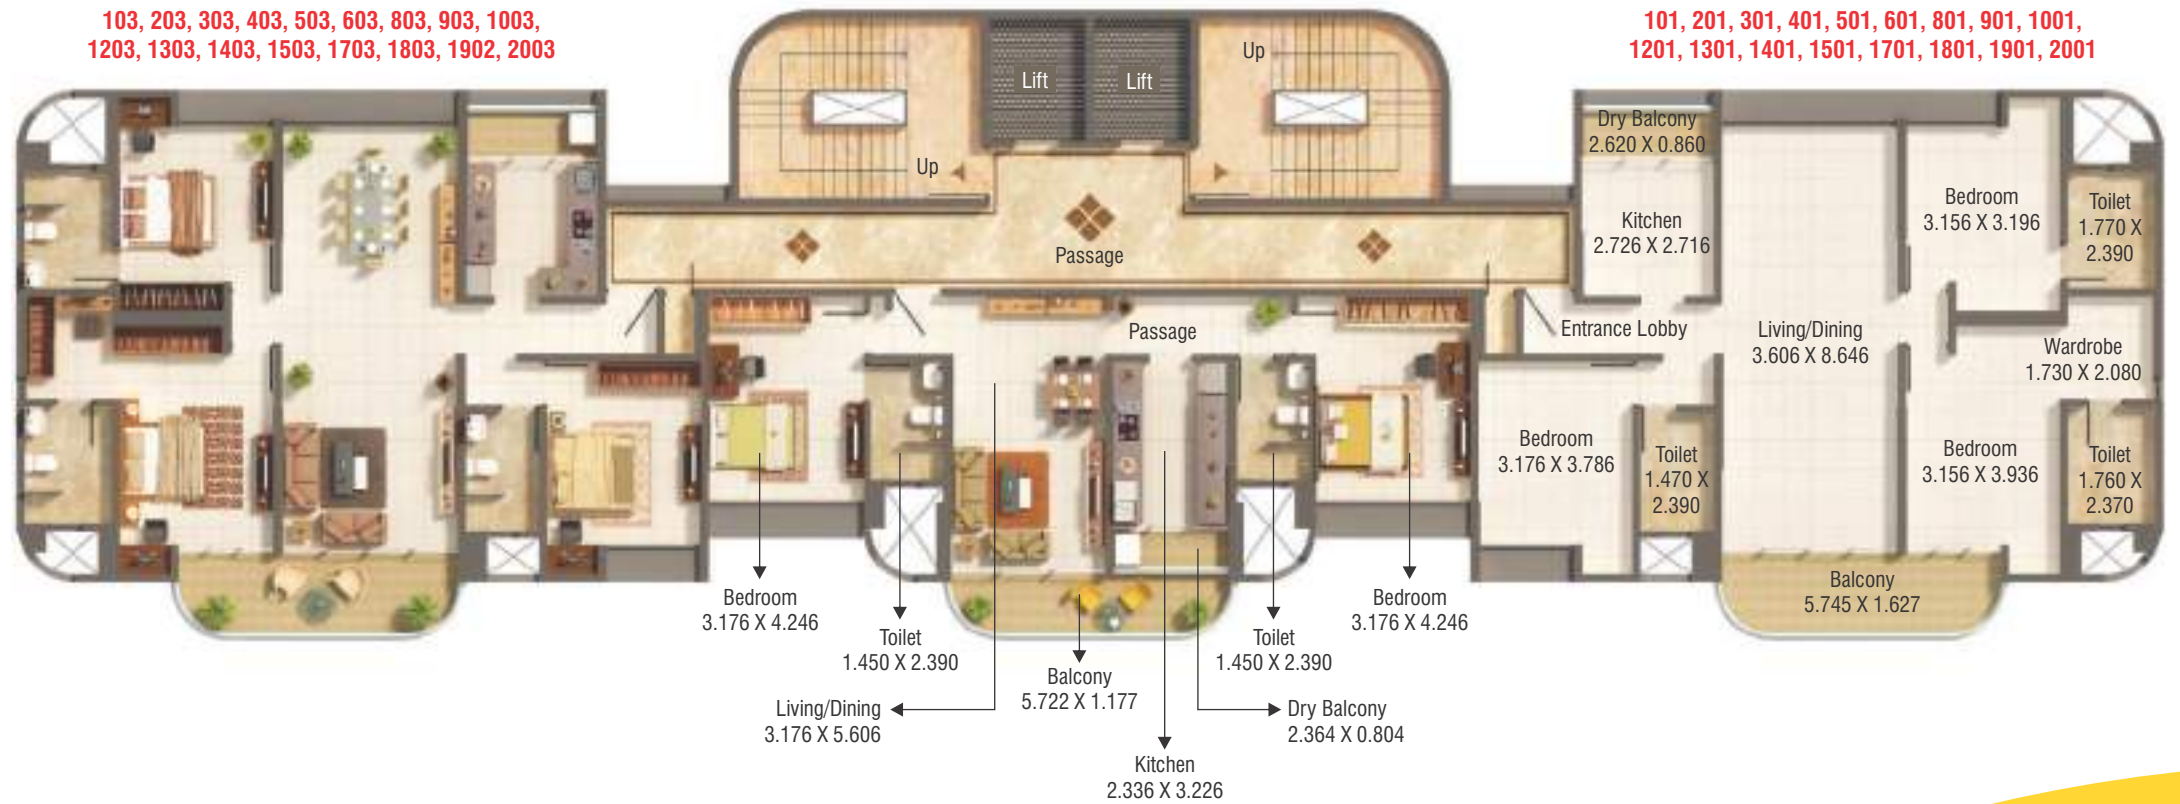 103, 203, 303, 403, 503, 603, 803, 903, 1003,
1203, 1303, 1403, 1503, 1703, 1803, 1902, 2003
101, 201, 301, 401, 501, 601, 801, 901, 1001,
1201, 1301, 1401, 1501, 1701, 1801, 1901, 2001
Up
Lift
Lift
Up
Passage
Passage
Dry Balcony
2.620 X 0.860
Kitchen
2.726 X 2.716
Bedroom
3.156 X 3.196
Toilet
1.770 X
2.390
Entrance Lobby
Living/Dining
3.606 X 8.646
Wardrobe
1.730 X 2.080
Bedroom
3.176 X 3.786
Toilet
1.470 X
2.390
Bedroom
3.156 X 3.936
Toilet
1.760 X
2.370
Balcony
5.745 X 1.627
Bedroom
3.176 X 4.246
Toilet
1.450 X 2.390
Living/Dining
3.176 X 5.606
Balcony
5.722 X 1.177
Kitchen
2.336 X 3.226
Toilet
1.450 X 2.390
Dry Balcony
2.364 X 0.804
Bedroom
3.176 X 4.246